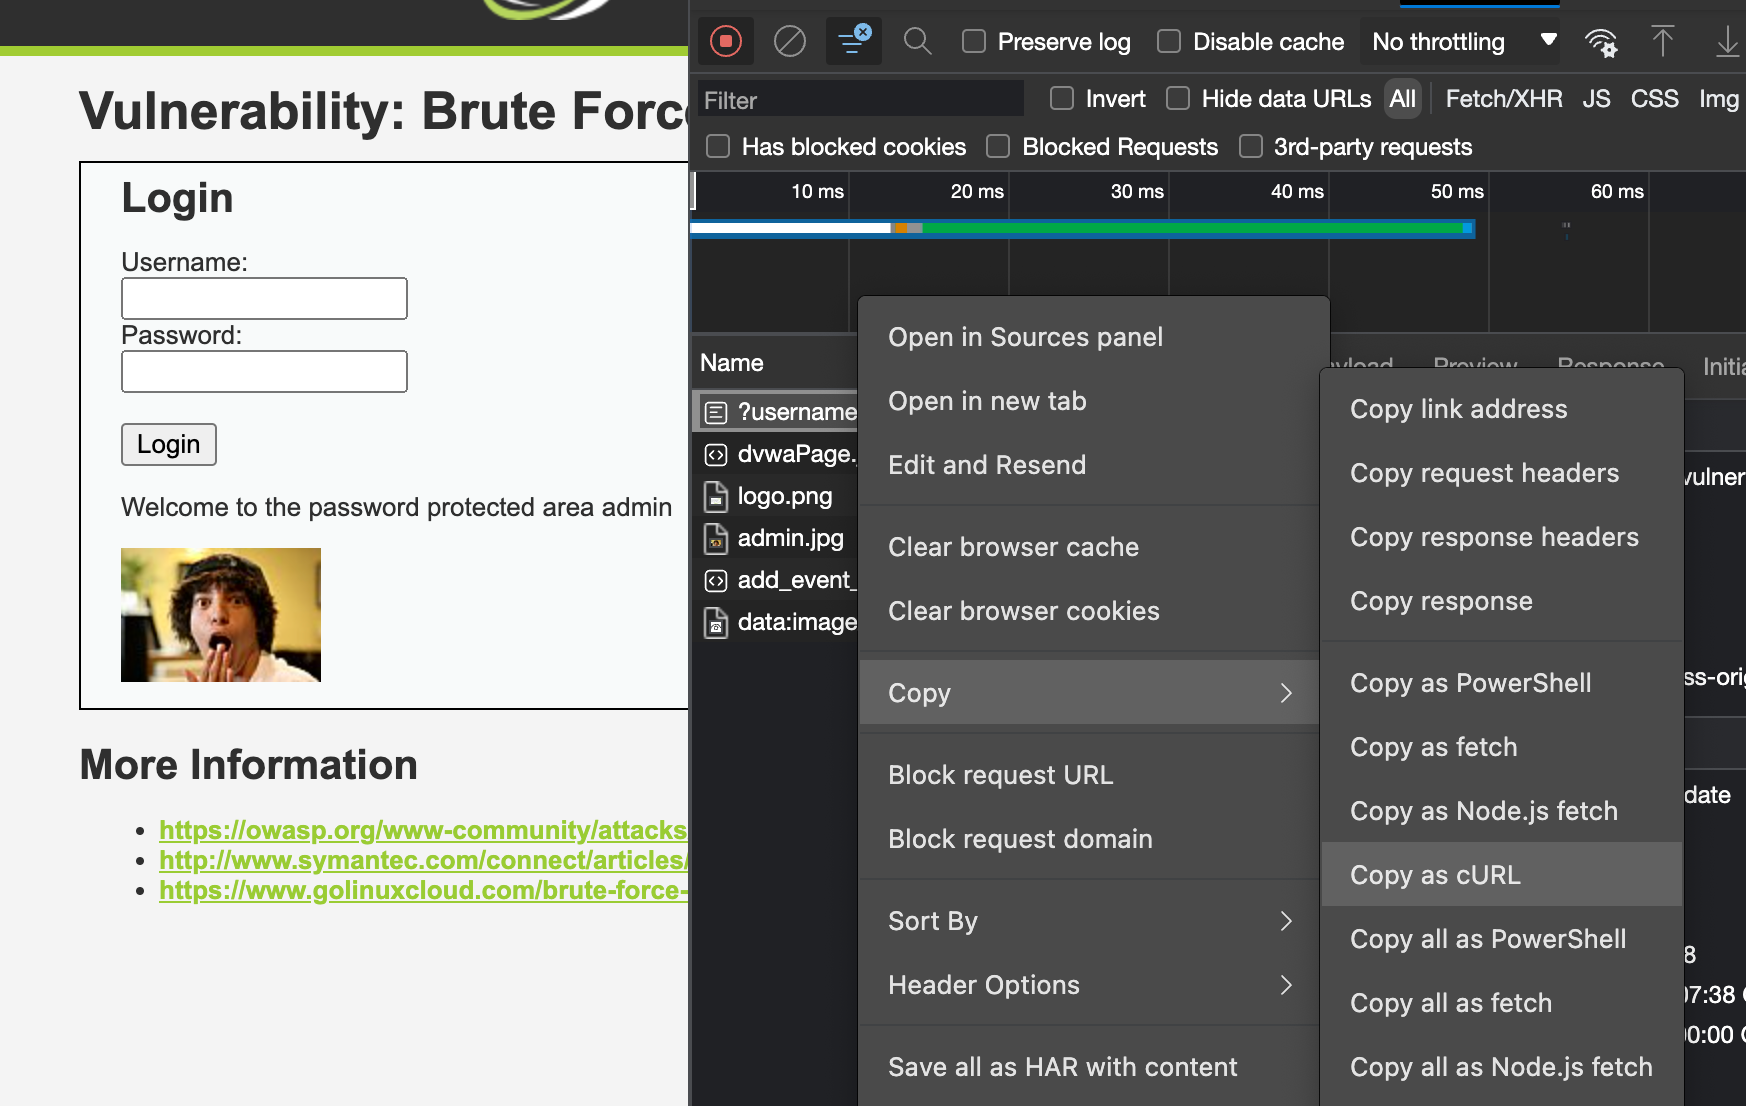 Vulnerability: Brute Force
Login
Username:
Password:
Login
Welcome to the password protected area admin
More Information
https://owasp.org/www-community/attacks
http://www.symantec.com/connect/articles/
https://www.golinuxcloud.com/brute-force-
Preserve log
Disable cache
No throttling
Filter
Invert
Hide data URLs
All
Fetch/XHR
JS
CSS
Img
Has blocked cookies
Blocked Requests
3rd-party requests
10 ms
20 ms
30 ms
40 ms
50 ms
60 ms
Name
?username
dvwaPage.
logo.png
admin.jpg
add_event_
data:image
Open in Sources panel
Open in new tab
Edit and Resend
Clear browser cache
Clear browser cookies
Copy
Block request URL
Block request domain
Sort By
Header Options
Save all as HAR with content
yload
Preview
Response
Initia
Copy link address
Copy request headers
Copy response headers
Copy response
Copy as PowerShell
Copy as fetch
Copy as Node.js fetch
Copy as cURL
Copy all as PowerShell
Copy all as fetch
Copy all as Node.js fetch
vulner
ss-orig
date
8
07:38
00:00